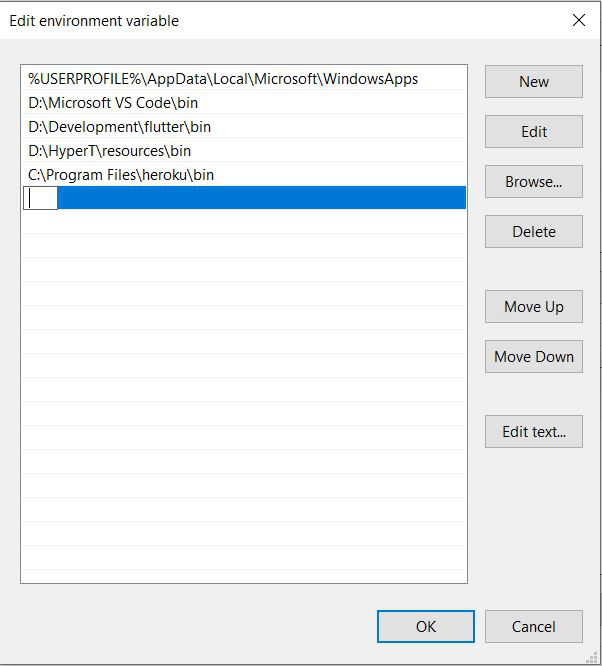 Edit environment variable
%USERPROFILE%\AppData\Local\Microsoft\WindowsApps
D:\Microsoft VS Code\bin
D:\Development\flutter\bin
D:\HyperT\resources\bin
C:\Program Files\heroku\bin
New
Edit
Browse...
Delete
Move Up
Move Down
Edit text...
OK
Cancel